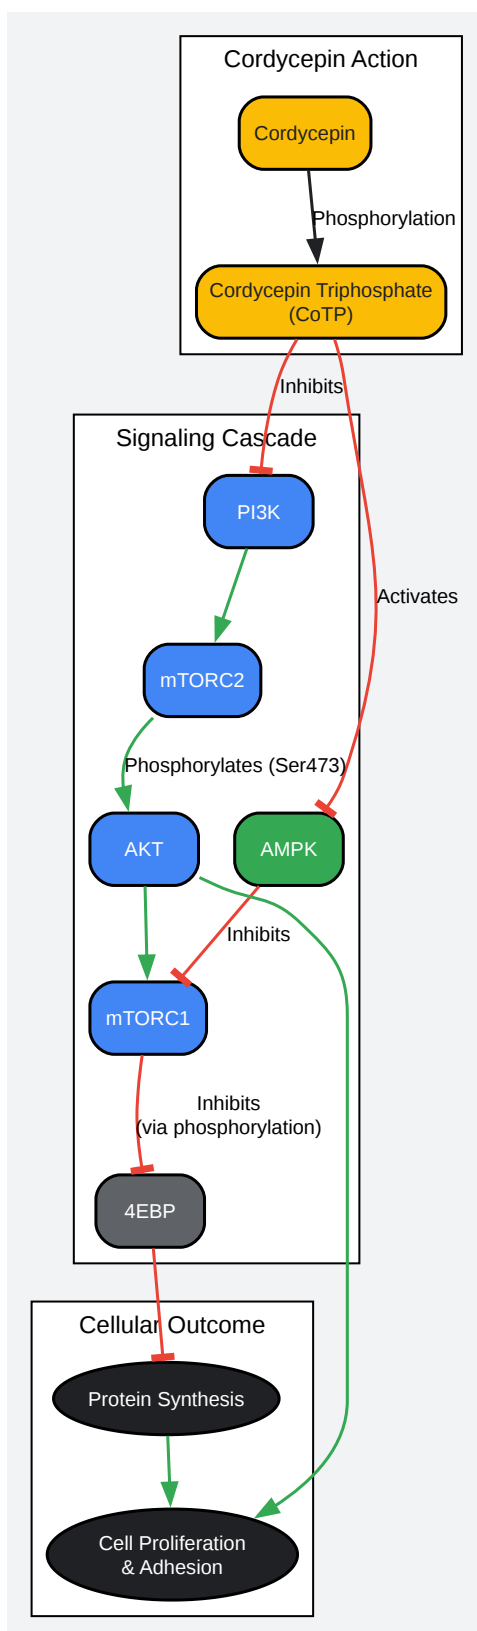 Cordycepin Action
Cordycepin
Phosphorylation
Cordycepin Triphosphate
(CoTP)
Inhibits
Signaling Cascade
PI3K
Activates
mTORC2
Phosphorylates (Ser473)
AKT
AMPK
Inhibits
mTORC1
Inhibits
(via phosphorylation)
4EBP
Cellular Outcome
Protein Synthesis
Cell Proliferation
& Adhesion